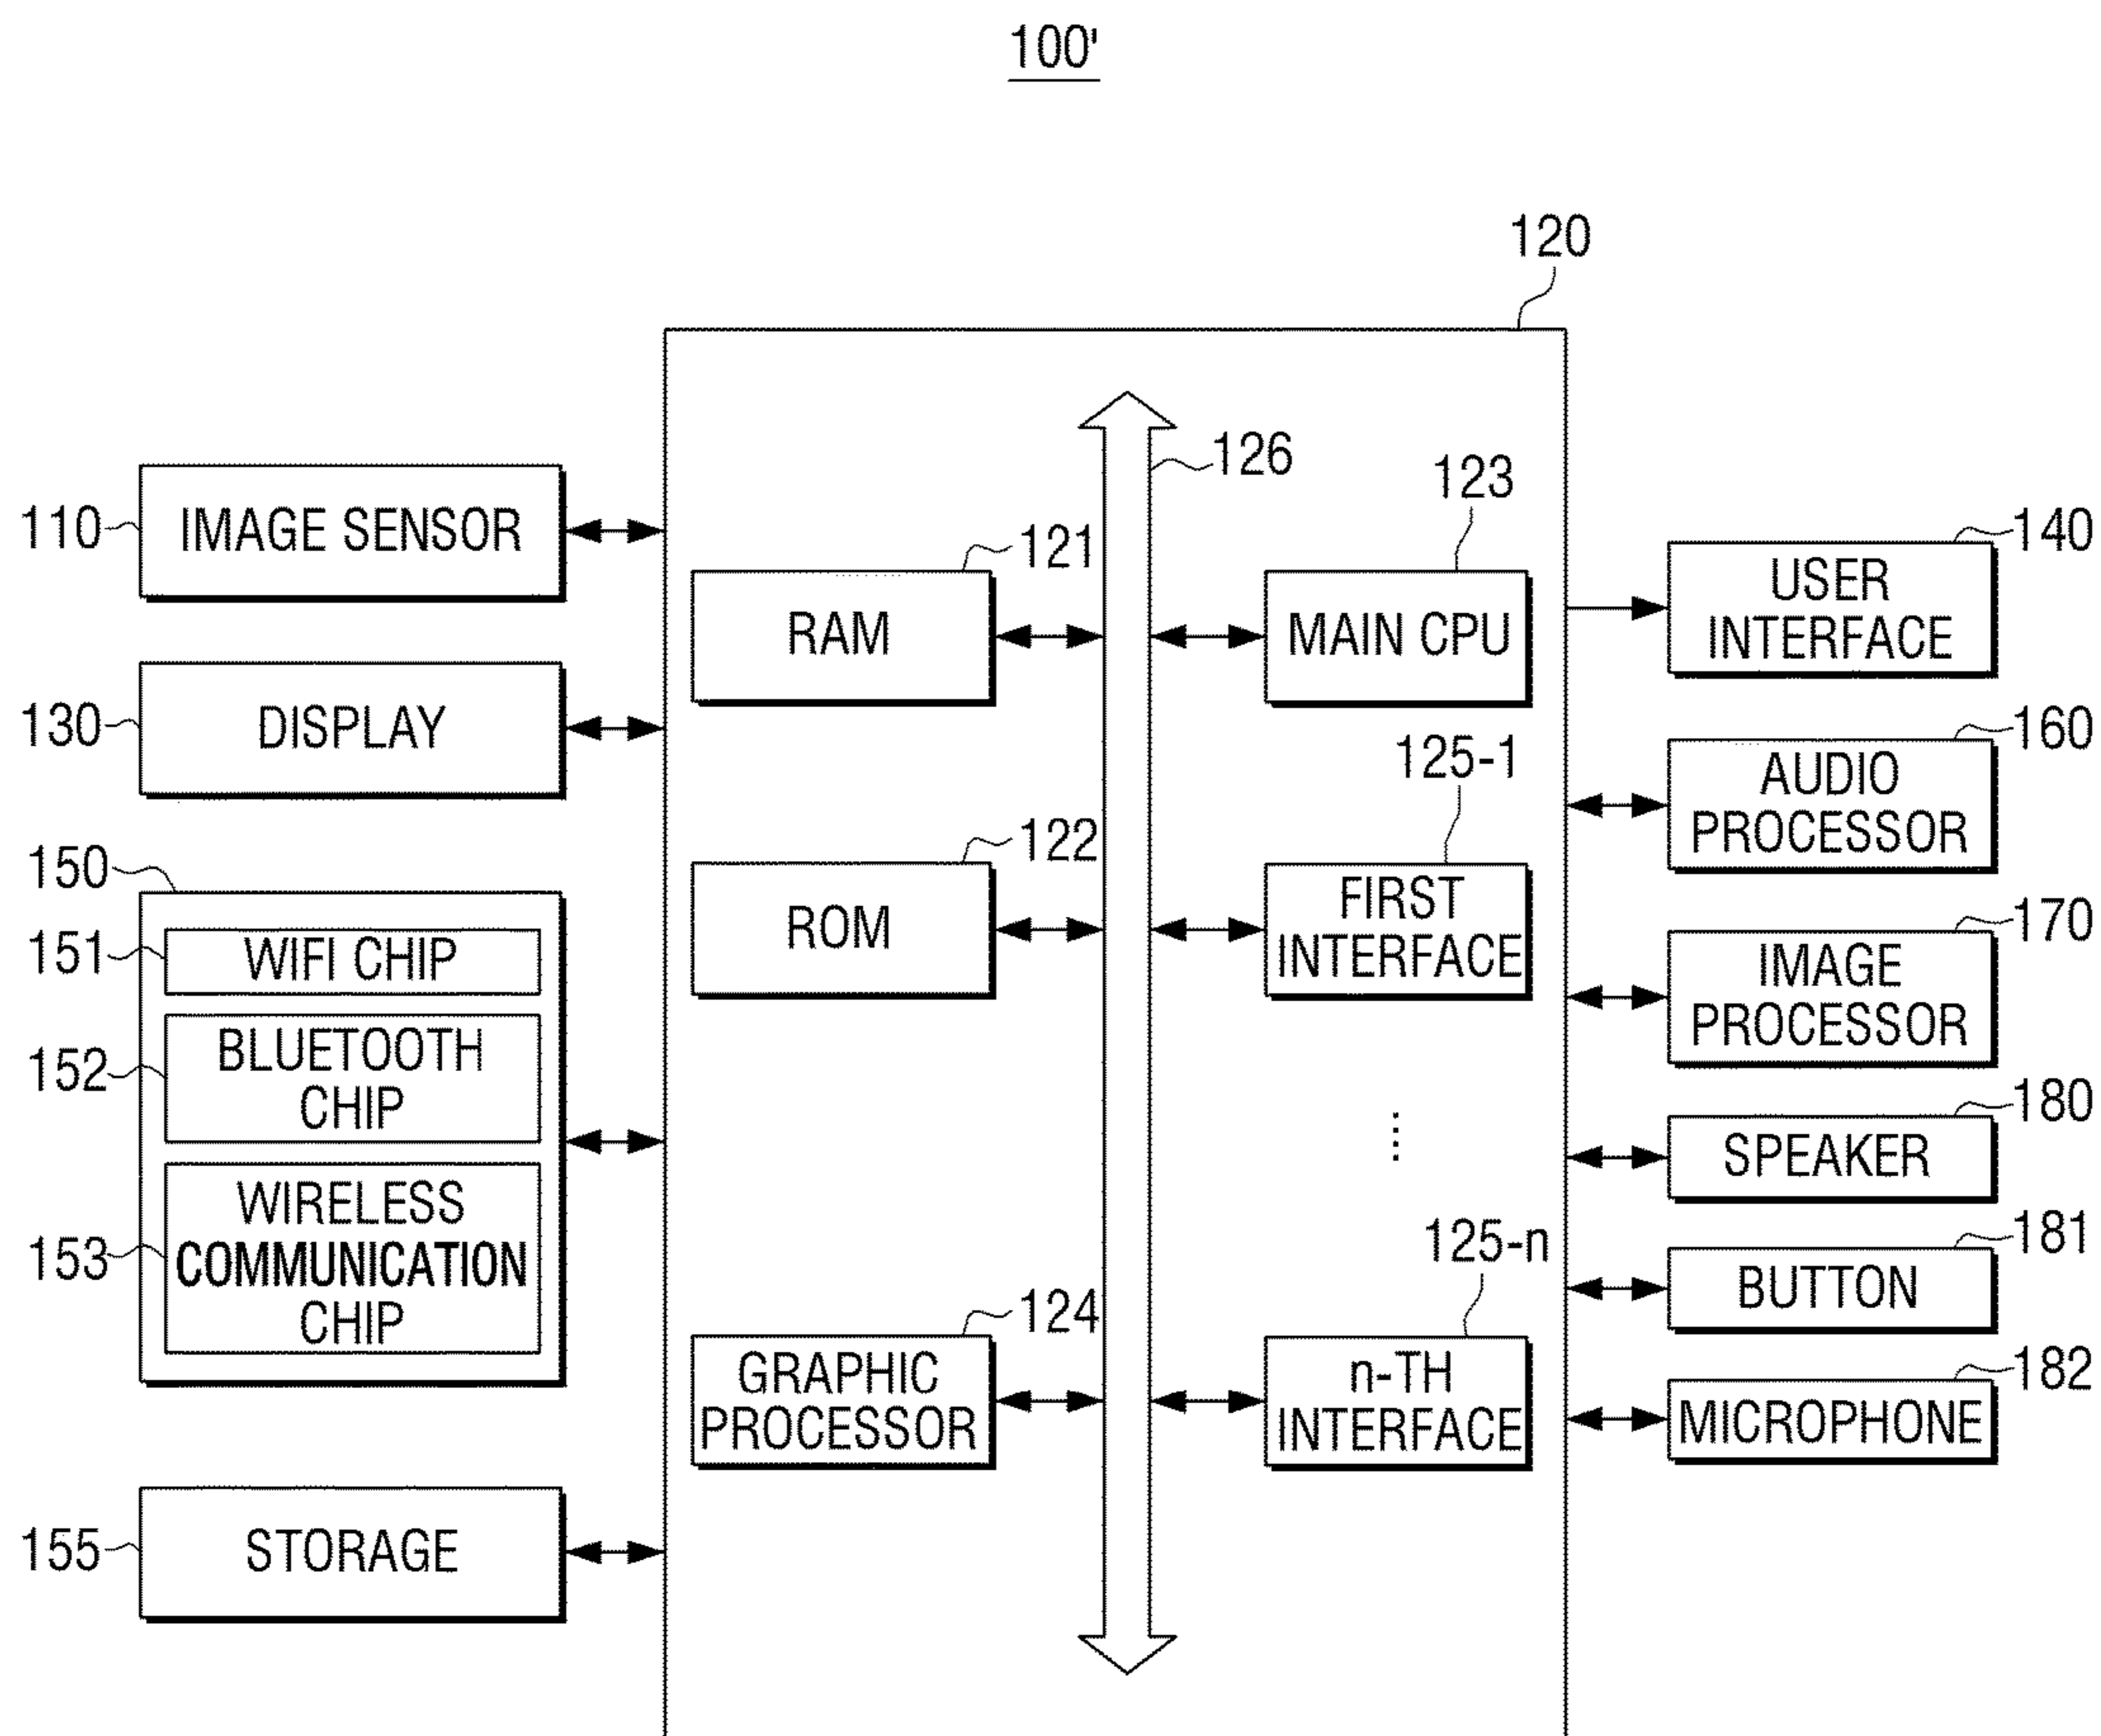 100'
120
126
110
IMAGE SENSOR
130
DISPLAY
150
151
WIFI CHIP
152
BLUETOOTH
CHIP
153
WIRELESS
COMMUNICATION
CHIP
155
STORAGE
121
RAM
122
ROM
124
GRAPHIC
PROCESSOR
123
MAIN CPU
125-1
FIRST
INTERFACE
125-n
n-TH
INTERFACE
140
USER
INTERFACE
160
AUDIO
PROCESSOR
170
IMAGE
PROCESSOR
180
SPEAKER
181
BUTTON
182
MICROPHONE